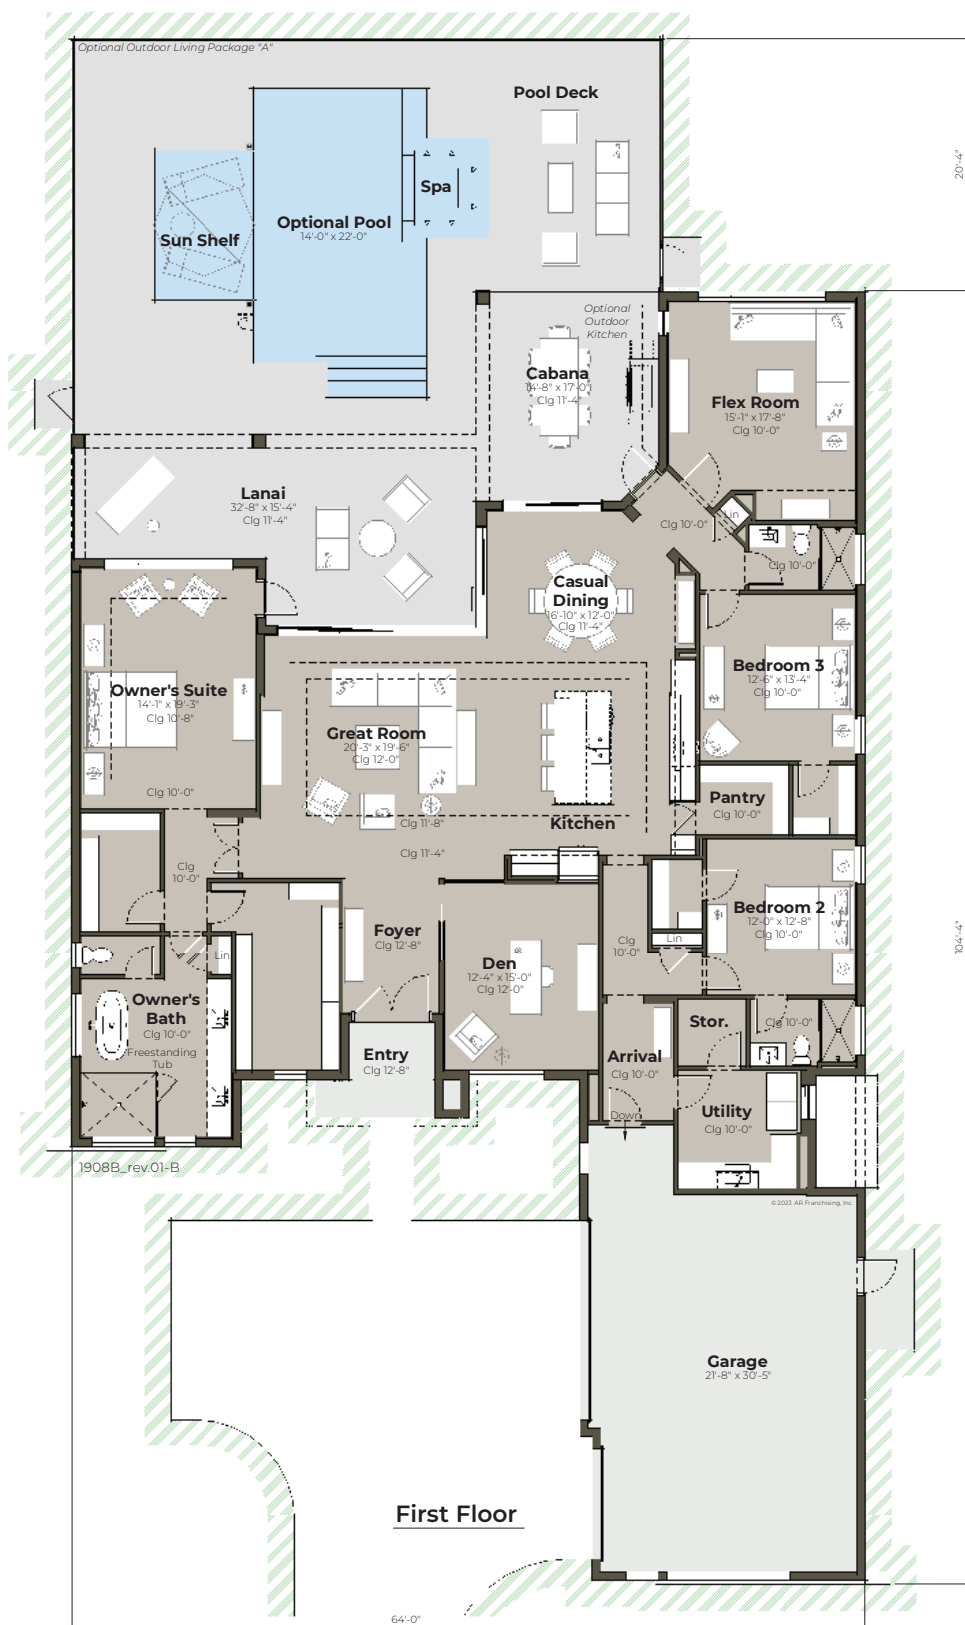 Optional Outdoor Living Package "A"
Pool Deck
20'-4"
Spa
Optional Pool
14'-0" x 22'-0"
Sun Shelf
Optional
Outdoor
Kitchen
Cabana
14'-8" x 17'-0"
Clg 11'-4"
Flex Room
15'-1" x 17'-8"
Clg 10'-0"
Lanai
32'-8" x 15'-4"
Clg 11'-4"
Lin
Clg 10'-0"
Clg 10'-0"
Casual
Dining
16'-10" x 12'-0"
Clg 11'-4"
Owner's Suite
14'-1" x 19'-3"
Clg 10'-8"
Clg 10'-0"
Bedroom 3
12'-6" x 13'-4"
Clg 10'-0"
Great Room
20'-3" x 19'-6"
Clg 12'-0"
Clg 11'-8"
Clg 11'-4"
Kitchen
Pantry
Clg 10'-0"
Clg
10'-0"
Bedroom 2
12'-0" x 12'-8"
Clg 10'-0"
104'-4"
Foyer
Clg 12'-8"
Lin
Clg
10'-0"
Lin
Den
12'-4" x 15'-0"
Clg 12'-0"
Owner's
Bath
Clg 10'-0"
Freestanding
Tub
Stor.
Clg 10'-0"
Entry
Clg 12'-8"
Arrival
Clg 10'-0"
Down
Utility
Clg 10'-0"
1908B_rev.01-B
©2023 AR Franchising, Inc.
Garage
21'-8" x 30'-5"
First Floor
64'-0"